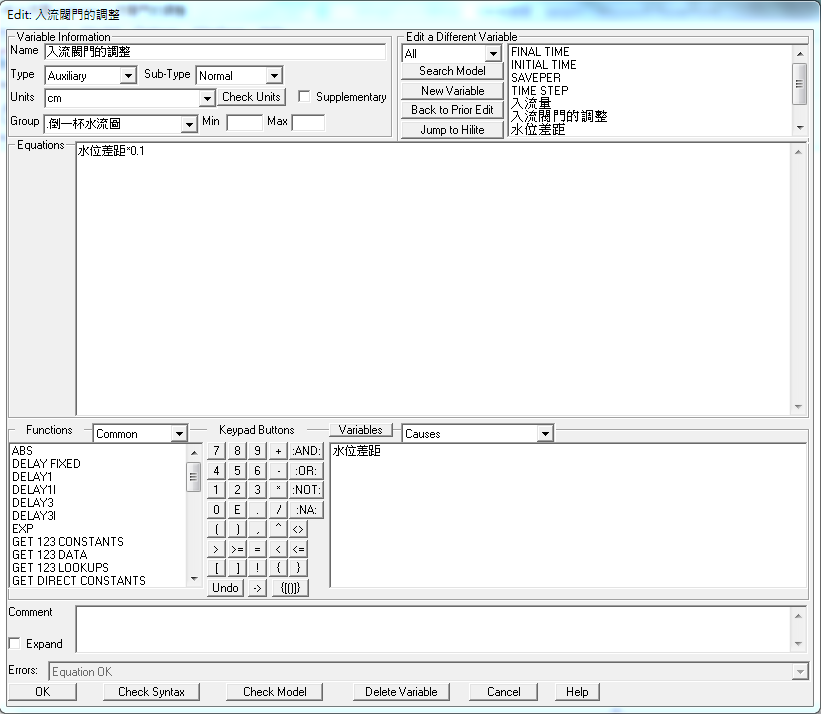 Edit: 入流閥門的調整
Variable Information
Name 入流閥門的調整
Type Auxiliary Sub-Type Normal
Units cm Check Units Supplementary
Group .倒一杯水流圖 Min Max
Edit a Different Variable
All
Search Model
New Variable
Back to Prior Edit
Jump to Hilite
FINAL TIME
INITIAL TIME
SAVEPER
TIME STEP
入流量
入流閥門的調整
水位差距
Equations
水位差距*0.1
Functions Common
ABS
DELAY FIXED
DELAY1
DELAY1I
DELAY3
DELAY3I
EXP
GET 123 CONSTANTS
GET 123 DATA
GET 123 LOOKUPS
GET DIRECT CONSTANTS
Keypad Buttons
7 8 9 + :AND:
4 5 6 - :OR:
1 2 3 * :NOT:
0 E . / :NA:
( ) , ^ <>
> >= = < <=
[ ] ! { }
Undo -> {[()]}
Variables Causes
水位差距
Comment
Expand
Errors: Equation OK
OK Check Syntax Check Model Delete Variable Cancel Help